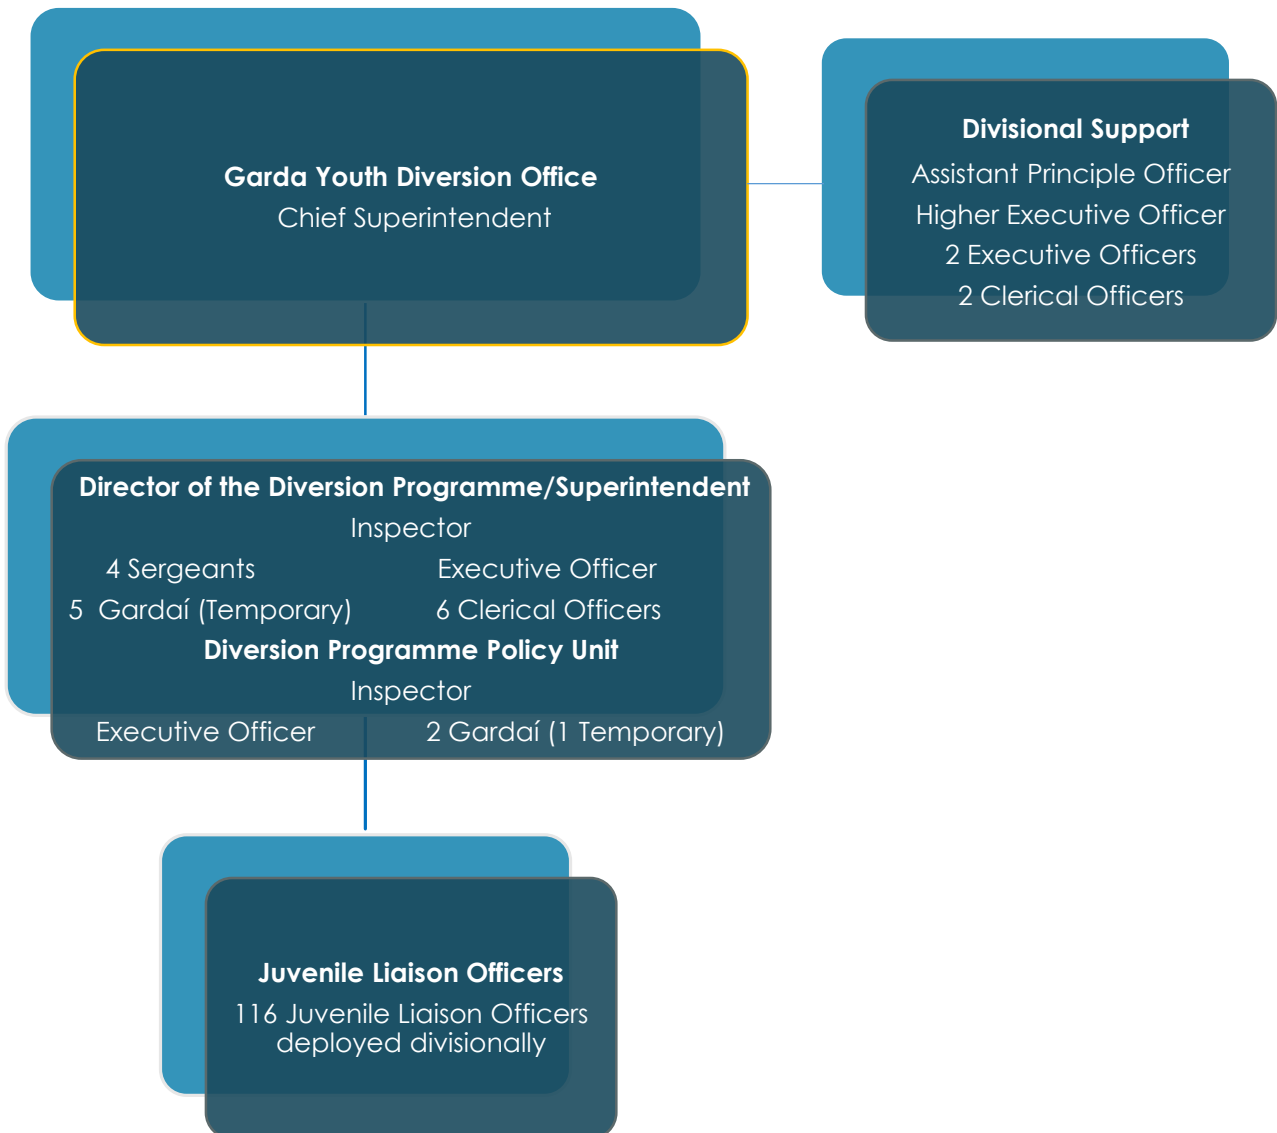 Garda Youth Diversion Office
Chief Superintendent
Divisional Support
Assistant Principle Officer
Higher Executive Officer
2 Executive Officers
2 Clerical Officers
Director of the Diversion Programme/Superintendent
Inspector
4 Sergeants Executive Officer
5 Gardaí (Temporary) 6 Clerical Officers
Diversion Programme Policy Unit
Inspector
Executive Officer 2 Gardaí (1 Temporary)
Juvenile Liaison Officers
116 Juvenile Liaison Officers
deployed divisionally